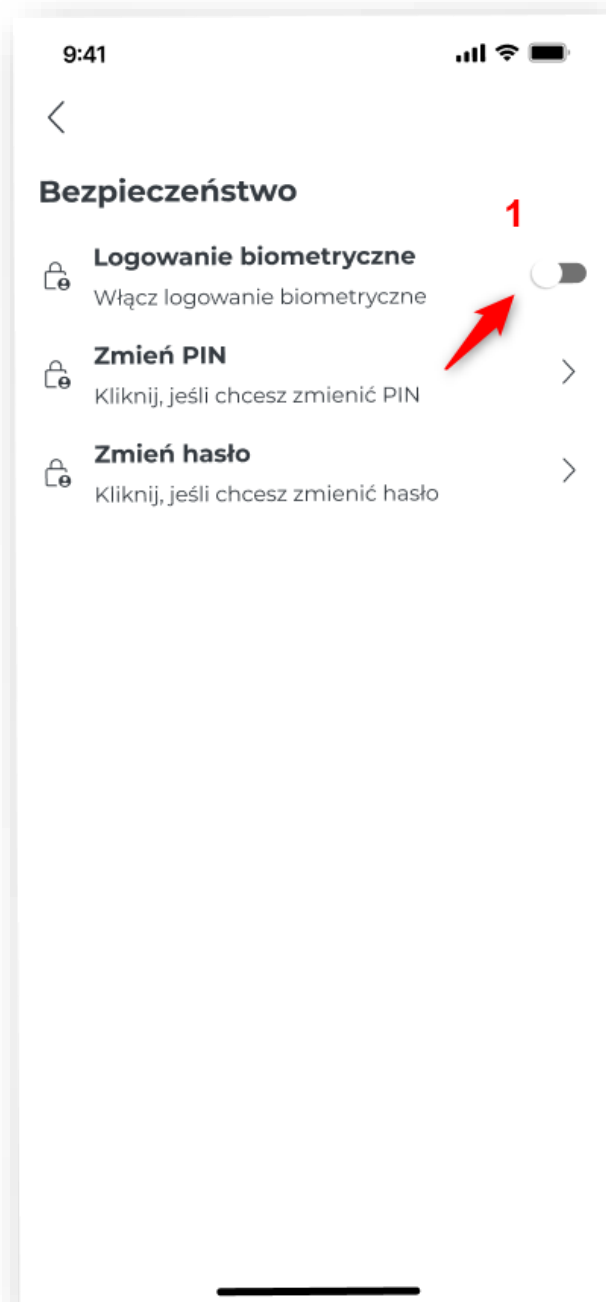 9:41
Bezpieczeństwo
1
Logowanie biometryczne
Włącz logowanie biometryczne
Zmień PIN
Kliknij, jeśli chcesz zmienić PIN
Zmień hasło
Kliknij, jeśli chcesz zmienić hasło